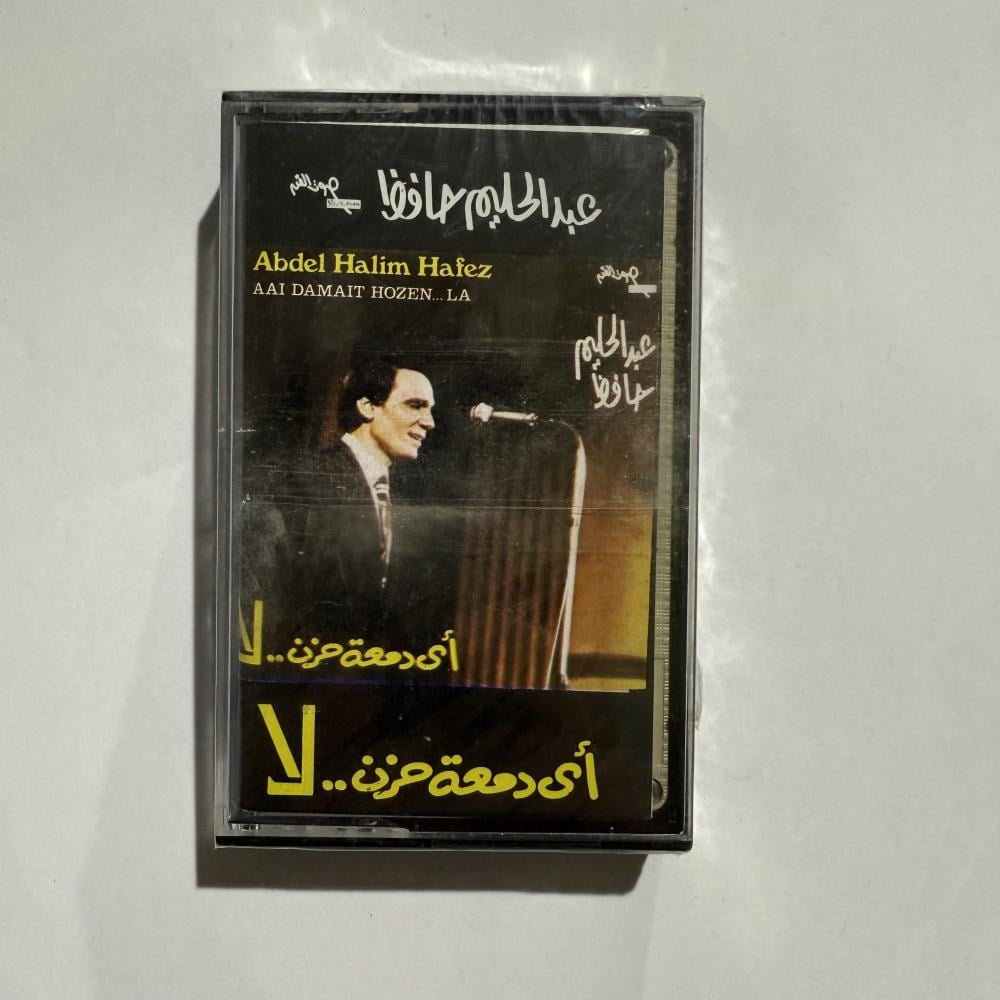 عبد الحليم حافظ صوت الفن
Abdel Halim Hafez
AAI DAMAIT HOZEN... LA
صوت الفن
عبد الحليم
حافظ
أى دمعة حزن .. لا
أى دمعة حزن .. لا